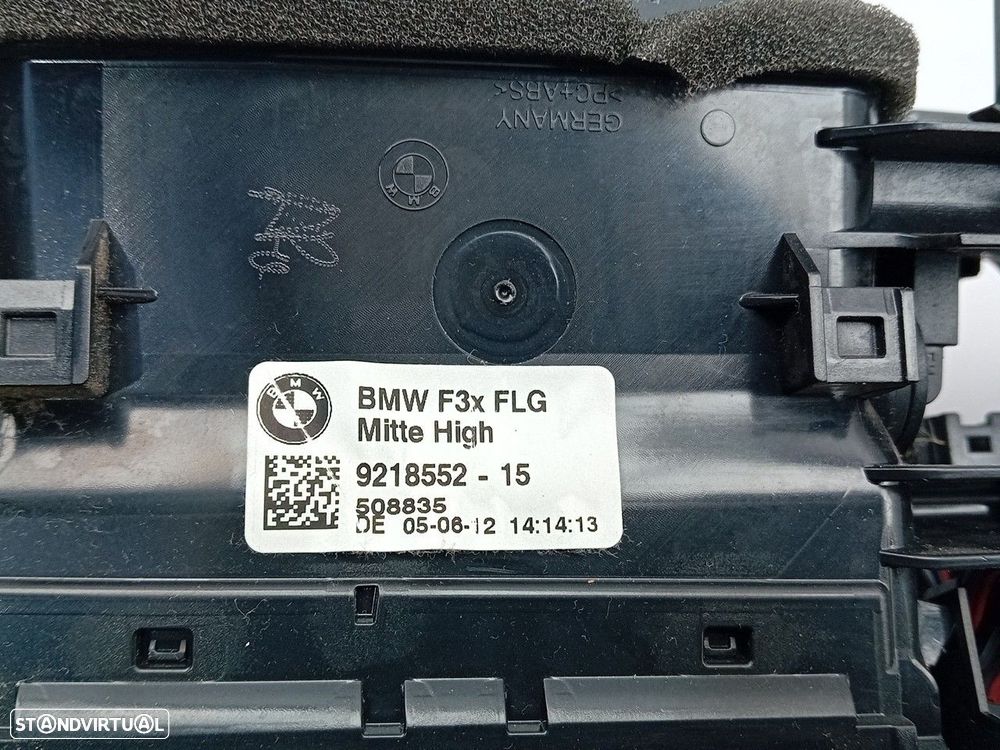 >PC+ABS<
GERMANY
BMW
BMW
BMW F3x FLG
Mitte High
9218552 - 15
508835
DE 05-06-12 14:14:13
STANDVIRTUAL